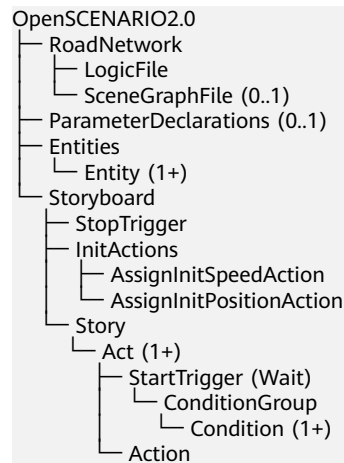 OpenSCENARIO2.0
├─ RoadNetwork
│  ├─ LogicFile
│  └─ SceneGraphFile (0..1)
├─ ParameterDeclarations (0..1)
├─ Entities
│  └─ Entity (1+)
└─ Storyboard
   ├─ StopTrigger
   ├─ InitActions
   │  ├─ AssignInitSpeedAction
   │  └─ AssignInitPositionAction
   └─ Story
      └─ Act (1+)
         ├─ StartTrigger (Wait)
         │  └─ ConditionGroup
         │     └─ Condition (1+)
         └─ Action